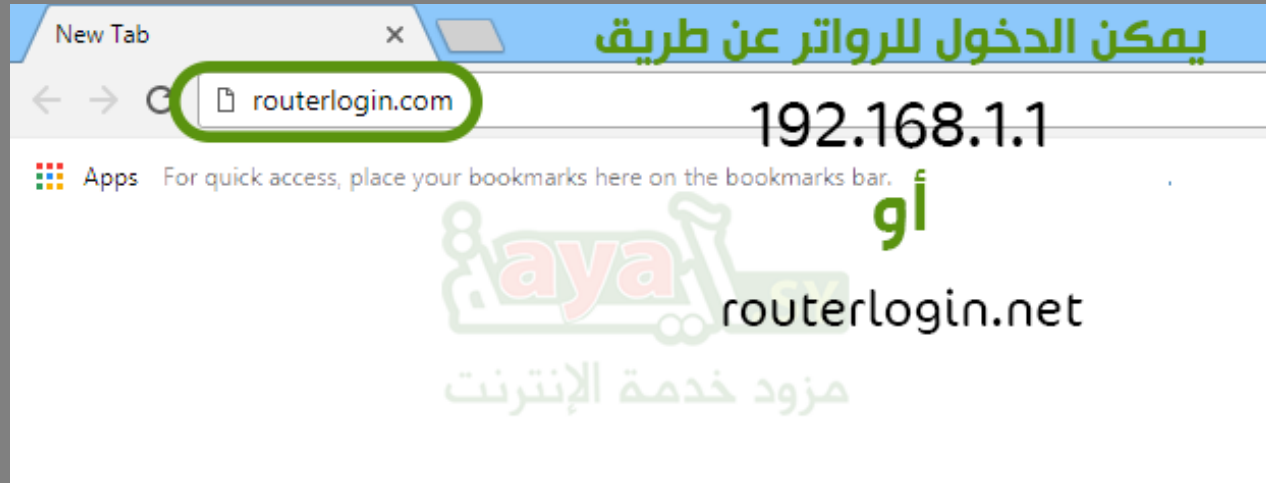 New Tab
يمكن الدخول للرواتر عن طريق
routerlogin.com
192.168.1.1
Apps For quick access, place your bookmarks here on the bookmarks bar.
أو
aya
sy
routerlogin.net
مزود خدمة الإنترنت